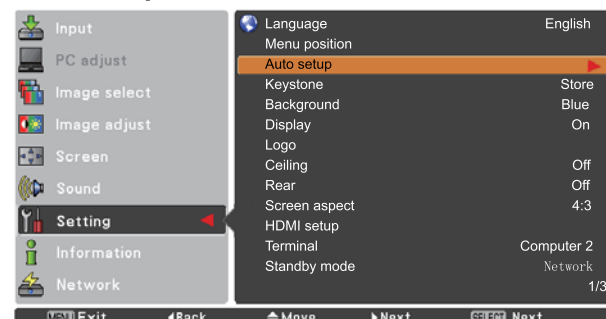 Input
PC adjust
Image select
Image adjust
Screen
Sound
Setting
Information
Network
Language English
Menu position
Auto setup
Keystone Store
Background Blue
Display On
Logo
Ceiling Off
Rear Off
Screen aspect 4:3
HDMI setup
Terminal Computer 2
Standby mode Network
1/3
MENU Exit Back Move Next SELECT Next